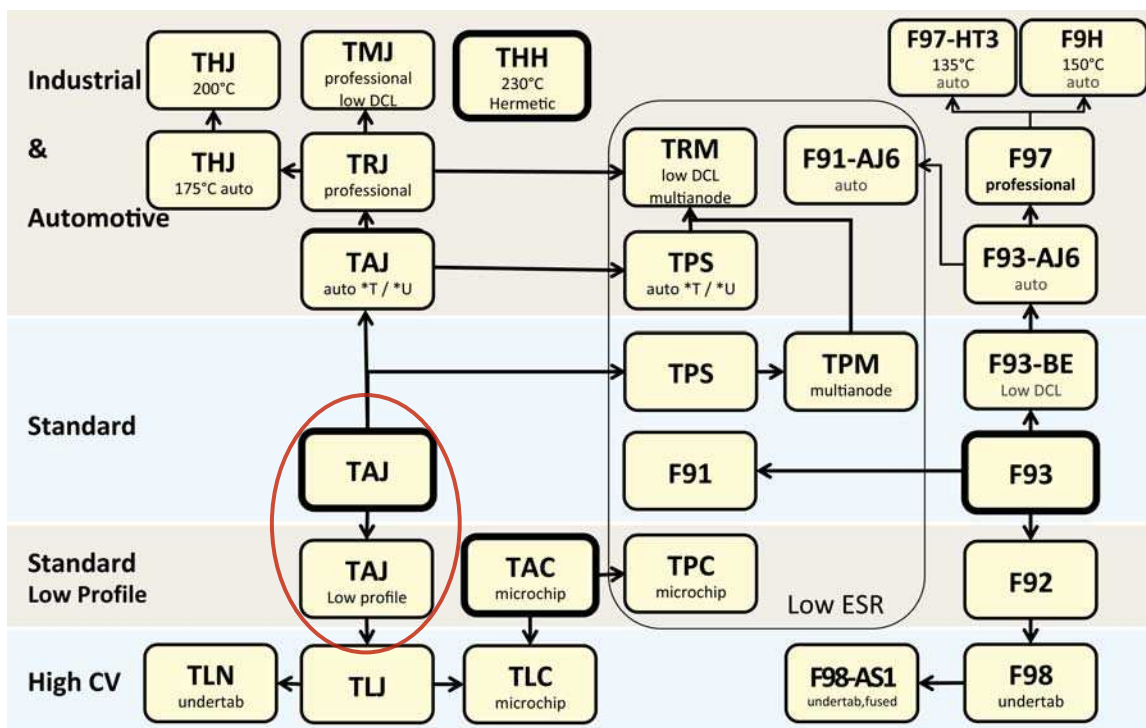 Industrial
&
Automotive
THJ
200°C
TMJ
professional
low DCL
THH
230°C
Hermetic
F97-HT3
135°C
auto
F9H
150°C
auto
THJ
175°C auto
TRJ
professional
TRM
low DCL
multianode
F91-AJ6
auto
F97
professional
TAJ
auto *T / *U
TPS
auto *T / *U
F93-AJ6
auto
Standard
TPS
TPM
multianode
F93-BE
Low DCL
TAJ
F91
F93
Standard
Low Profile
TAJ
Low profile
TAC
microchip
TPC
microchip
Low ESR
F92
High CV
TLN
undertab
TLJ
TLC
microchip
F98-AS1
undertab,fused
F98
undertab